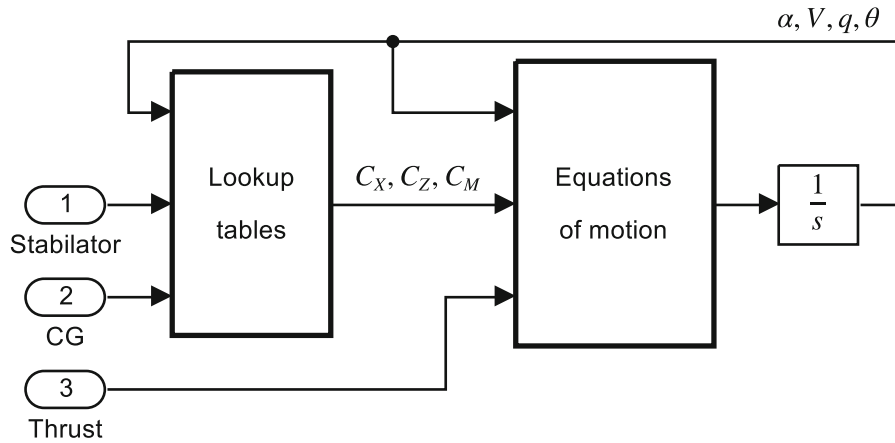 α, V, q, θ
Lookup
tables
C_X, C_Z, C_M
Equations
of motion
1
s
1
Stabilator
2
CG
3
Thrust